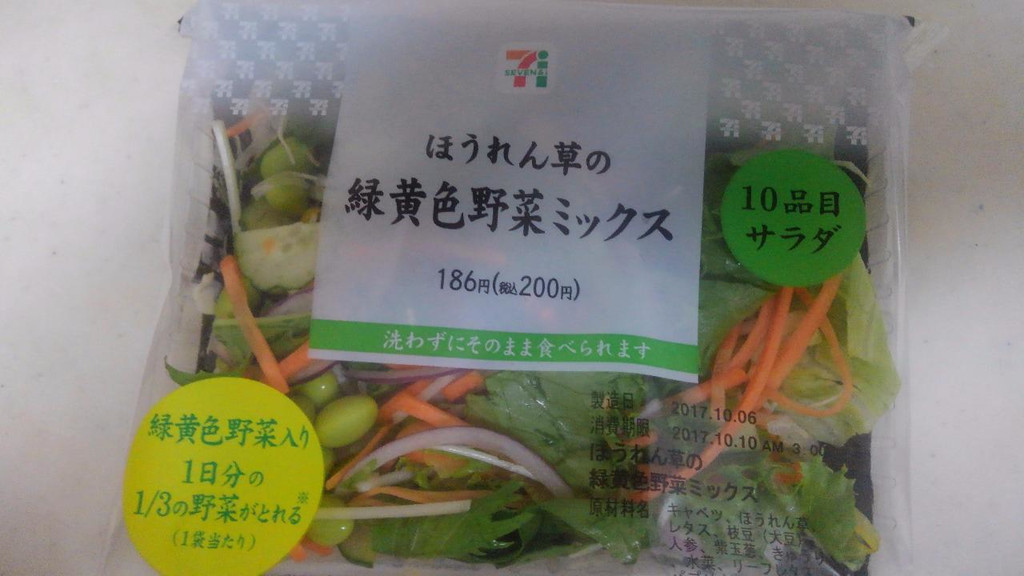 SEVEN&i
ほうれん草の
緑黄色野菜ミックス
186円(税込200円)
洗わずにそのまま食べられます
10品目
サラダ
緑黄色野菜入り
1日分の
1/3の野菜がとれる※
(1袋当たり)
製造日 2017.10.06
消費期限 2017.10.10 AM 3:00
ほうれん草の
緑黄色野菜ミックス
原材料名 キャベツ、ほうれん草、
レタス、枝豆(大豆)
人参、紫玉葱、きゅうり
、水菜、リーフレタス